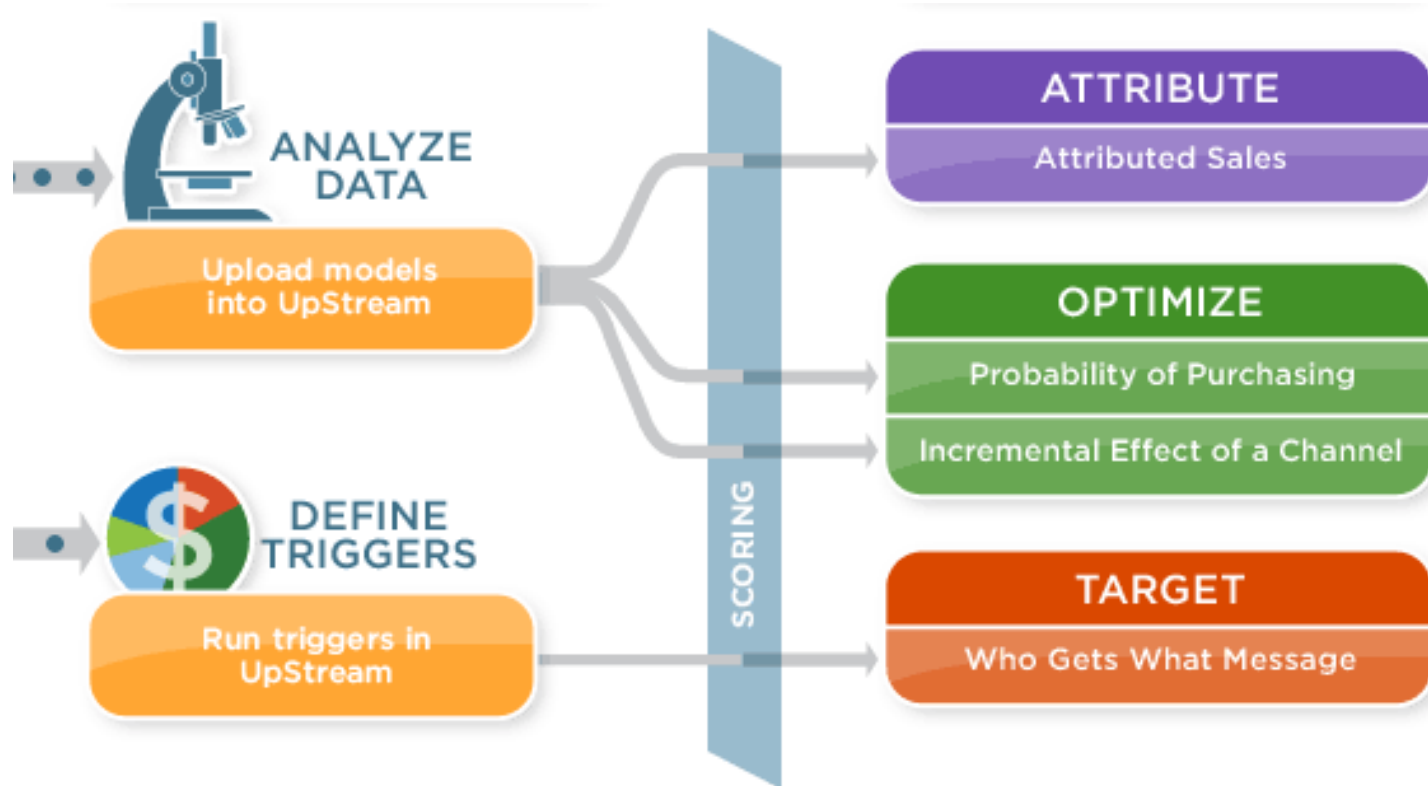 ANALYZE
DATA
Upload models
into UpStream
DEFINE
TRIGGERS
Run triggers in
UpStream
SCORING
ATTRIBUTE
Attributed Sales
OPTIMIZE
Probability of Purchasing
Incremental Effect of a Channel
TARGET
Who Gets What Message